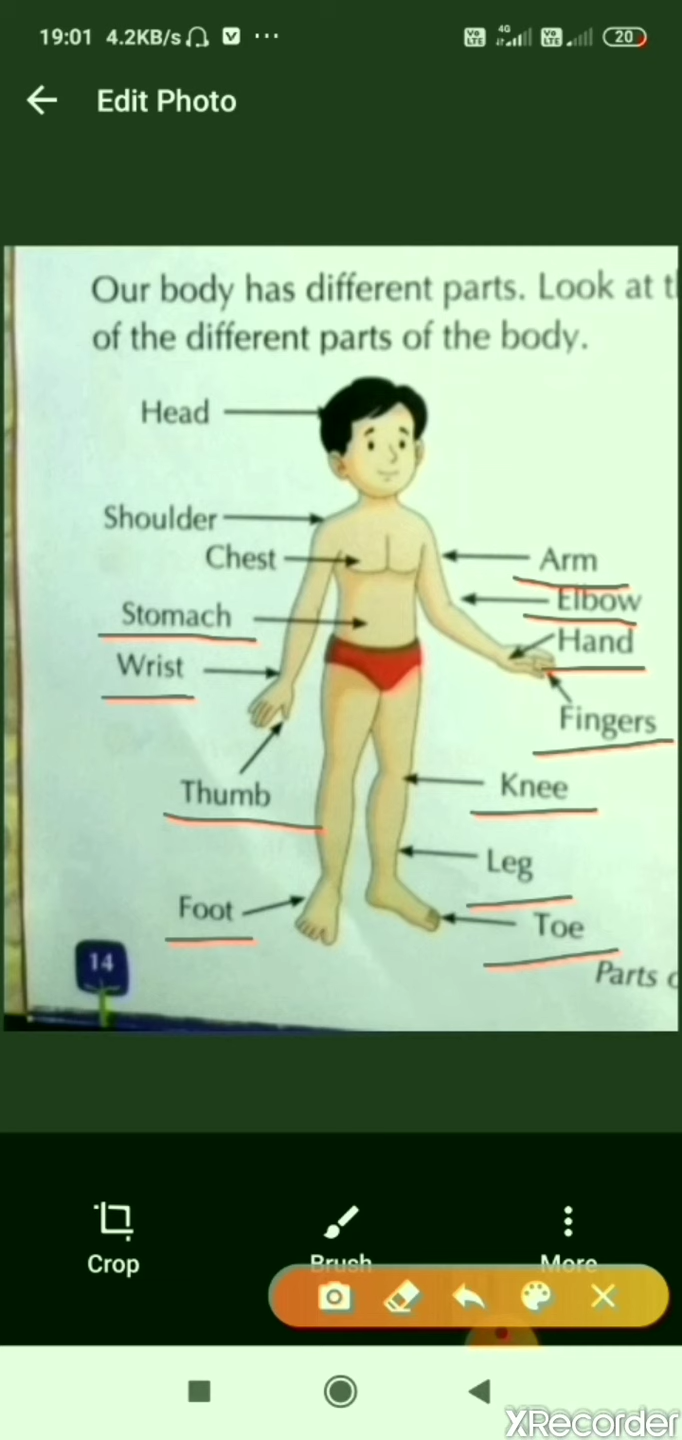 19:01 4.2KB/s
4G
20
Edit Photo
Our body has different parts. Look at
of the different parts of the body.
Head
Shoulder
Chest
Arm
Elbow
Stomach
Hand
Wrist
Fingers
Thumb
Knee
Leg
Foot
Toe
14
Parts
Crop
Brush
More
XRecorder